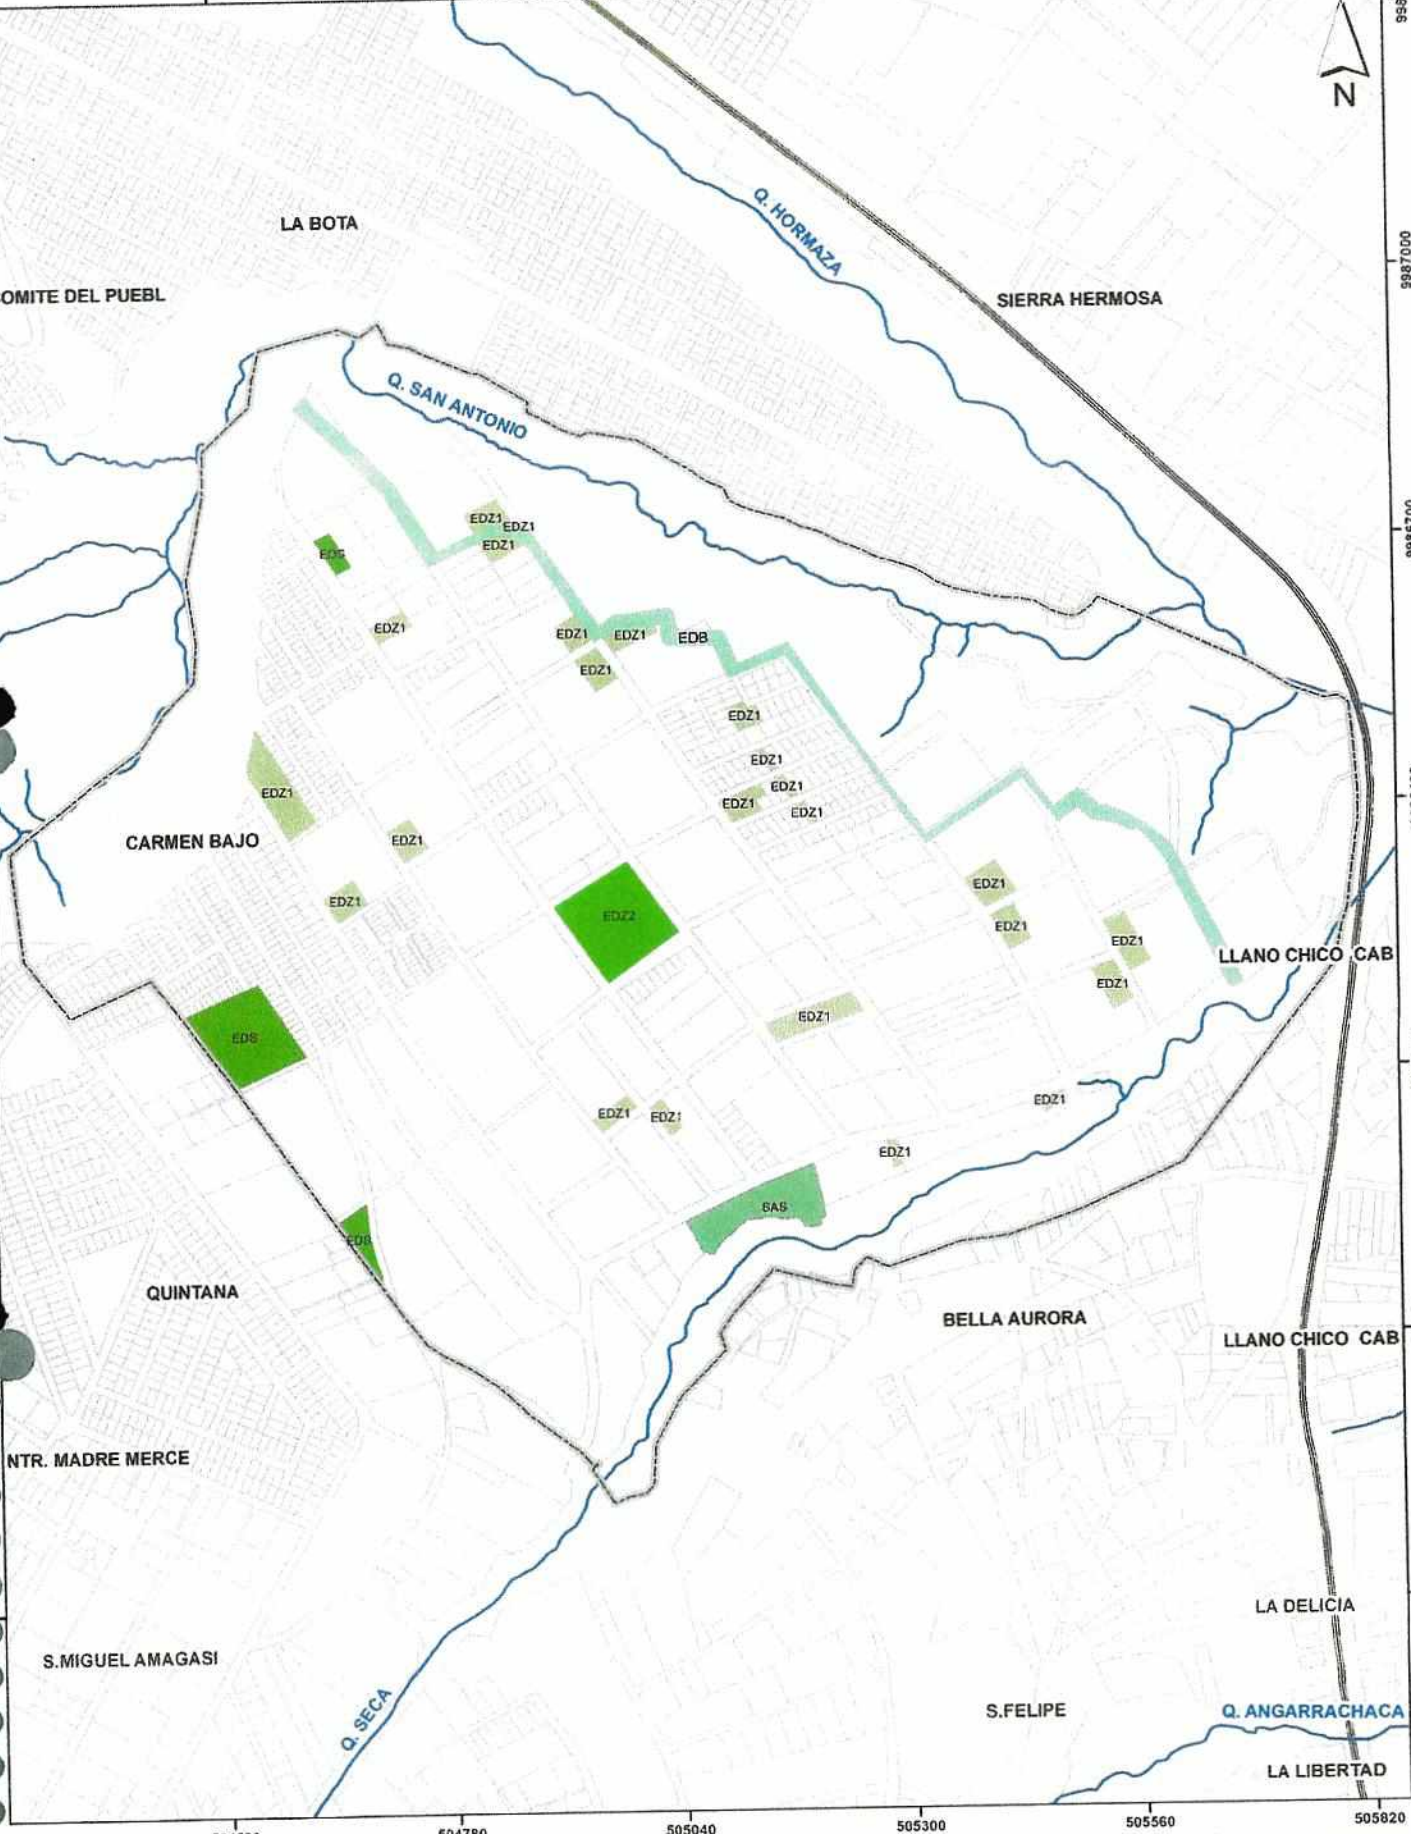 N
Q. HORMAZA
LA BOTA
9987000
OMITE DEL PUEBL
SIERRA HERMOSA
Q. SAN ANTONIO
EDZ1
EDZ1
EDZ1
EDS
EDZ1
EDZ1
EDZ1
EDB
EDZ1
EDZ1
EDZ1
EDZ1
EDZ1
EDZ1
EDZ1
CARMEN BAJO
EDZ1
EDZ1
EDZ1
EDZ2
EDZ1
EDZ1
EDZ1
LLANO CHICO CAB
EDZ1
EDZ1
EDS
EDZ1
EDZ1
EDZ1
EDZ1
SAS
QUINTANA
BELLA AURORA
LLANO CHICO CAB
NTR. MADRE MERCE
LA DELICIA
S.MIGUEL AMAGASI
Q. SECA
S.FELIPE
Q. ANGARRACHACA
LA LIBERTAD
504780
505040
505300
505560
505820